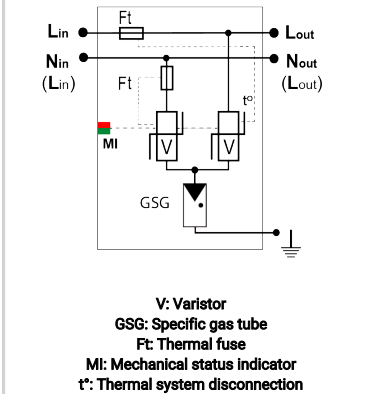 Ft
Lin Lout
Nin Nout
(Lin) Ft (Lout)
t°
MI V V
GSG
V: Varistor
GSG: Specific gas tube
Ft: Thermal fuse
MI: Mechanical status indicator
t°: Thermal system disconnection